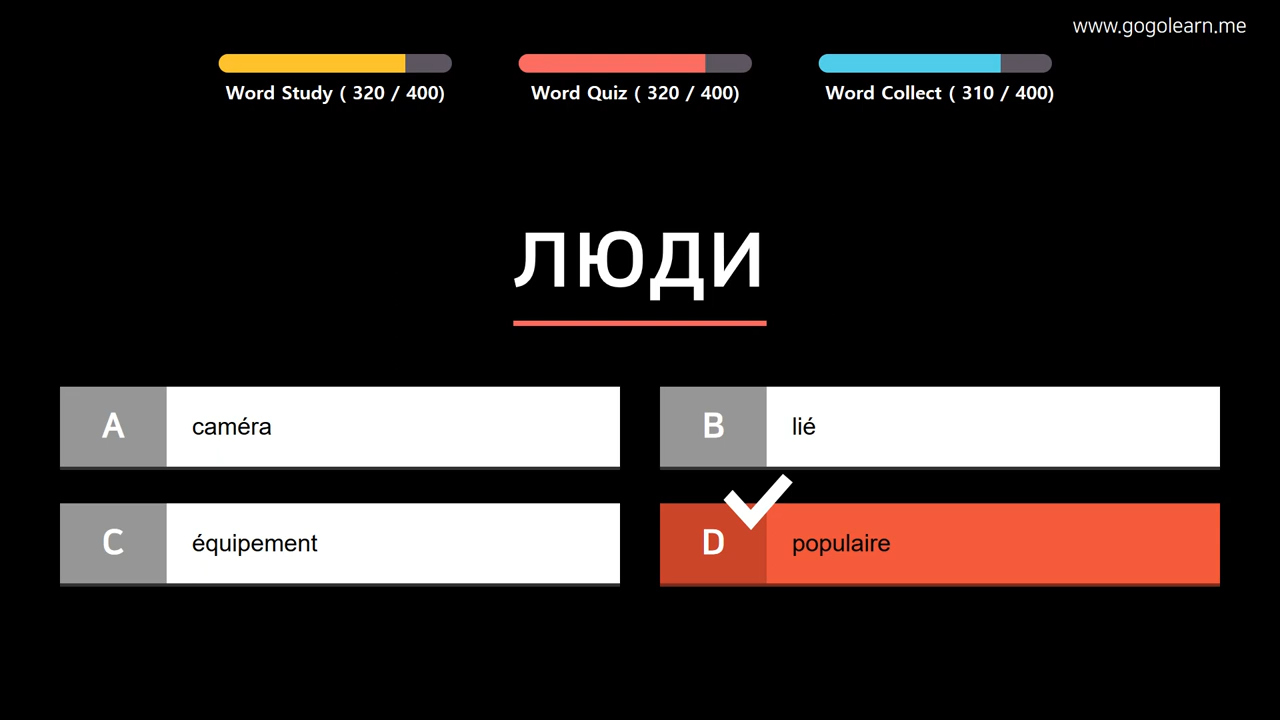 www.gogolearn.me
Word Study ( 320 / 400)
Word Quiz ( 320 / 400)
Word Collect ( 310 / 400)
люди
A
caméra
B
lié
C
équipement
D
populaire